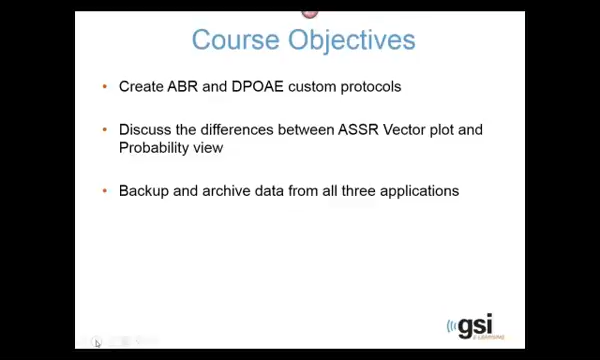 Course Objectives
• Create ABR and DPOAE custom protocols
• Discuss the differences between ASSR Vector plot and
Probability view
• Backup and archive data from all three applications
gsi
E-LEARNING